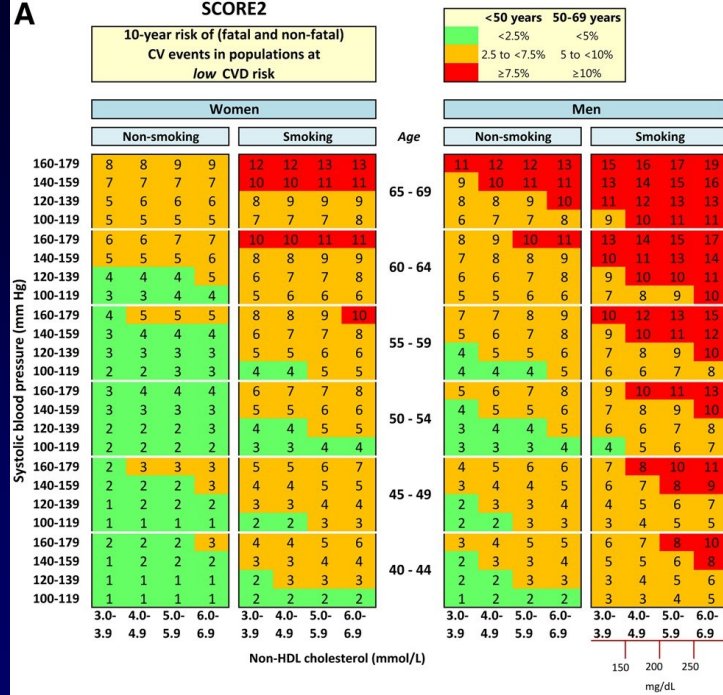 A
SCORE2
10-year risk of (fatal and non-fatal)
CV events in populations at
low CVD risk
<50 years 50-69 years
<2.5% <5%
2.5 to <7.5% 5 to <10%
≥7.5% ≥10%
Women Men
Non-smoking Smoking Age Non-smoking Smoking
Systolic blood pressure (mm Hg)
160-179 8 8 9 9 12 12 13 13 11 12 12 13 15 16 17 19
140-159 7 7 7 7 10 10 11 11 9 10 11 11 13 14 15 16
65 - 69
120-139 5 6 6 6 8 9 9 9 8 8 9 10 11 12 13 13
100-119 5 5 5 5 7 7 7 8 6 7 7 8 9 10 11 11
160-179 6 6 7 7 10 10 11 11 8 9 10 11 13 14 15 17
140-159 5 5 5 6 8 8 9 9 7 8 8 9 10 11 13 14
60 - 64
120-139 4 4 4 5 6 7 7 8 6 6 7 8 9 10 10 11
100-119 3 3 4 4 5 6 6 6 5 5 6 6 7 8 9 10
160-179 4 5 5 5 8 8 9 10 7 7 8 9 10 12 13 15
140-159 3 4 4 4 6 7 7 8 5 6 7 8 9 10 11 12
55 - 59
120-139 3 3 3 3 5 5 6 6 4 5 5 6 7 8 9 10
100-119 2 2 3 3 4 4 5 5 4 4 4 5 6 6 7 8
160-179 3 4 4 4 6 7 7 8 5 6 7 8 9 10 11 13
140-159 3 3 3 3 5 5 6 6 4 5 5 6 7 8 9 10
50 - 54
120-139 2 2 2 3 4 4 5 5 3 4 4 5 6 6 7 8
100-119 2 2 2 2 3 3 4 4 3 3 3 4 4 5 6 7
160-179 2 3 3 3 5 5 6 7 4 5 6 6 7 8 10 11
140-159 2 2 2 3 4 4 5 5 3 4 4 5 6 7 8 9
45 - 49
120-139 1 2 2 2 3 3 4 4 2 3 3 4 4 5 6 7
100-119 1 1 1 1 2 2 3 3 2 2 3 3 3 4 5 5
160-179 2 2 2 3 4 4 5 6 3 4 5 5 6 7 8 10
140-159 1 2 2 2 3 3 4 4 2 3 3 4 5 5 6 8
40 - 44
120-139 1 1 1 1 2 3 3 3 2 2 3 3 3 4 5 6
100-119 1 1 1 1 2 2 2 2 1 2 2 2 3 3 4 5
3.0- 4.0- 5.0- 6.0- 3.0- 4.0- 5.0- 6.0- 3.0- 4.0- 5.0- 6.0- 3.0- 4.0- 5.0- 6.0-
3.9 4.9 5.9 6.9 3.9 4.9 5.9 6.9 3.9 4.9 5.9 6.9 3.9 4.9 5.9 6.9
Non-HDL cholesterol (mmol/L)
150 200 250
mg/dL